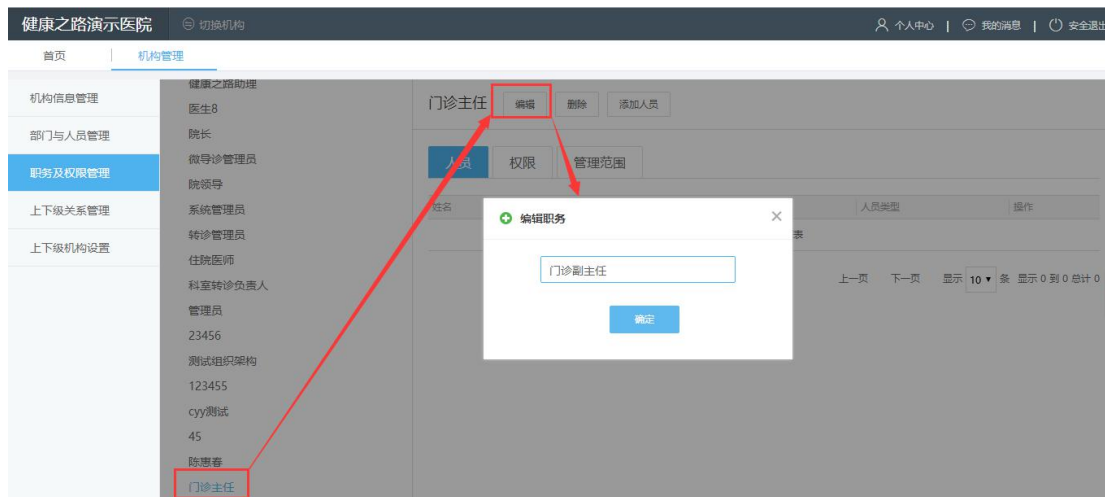 健康之路演示医院 切换机构 个人中心 | 我的消息 | 安全退出
首页 机构管理
机构信息管理
部门与人员管理
职务及权限管理
上下级关系管理
上下级机构设置
健康之路助理
医生8
院长
微导诊管理员
院领导
系统管理员
转诊管理员
住院医师
科室转诊负责人
管理员
23456
测试组织架构
123455
cyy测试
45
陈惠春
门诊主任
门诊主任 编辑 删除 添加人员
人员 权限 管理范围
姓名 人员类型 操作
表
上一页 下一页 显示 10 条 显示 0 到 0 总计 0
编辑职务
门诊副主任
确定